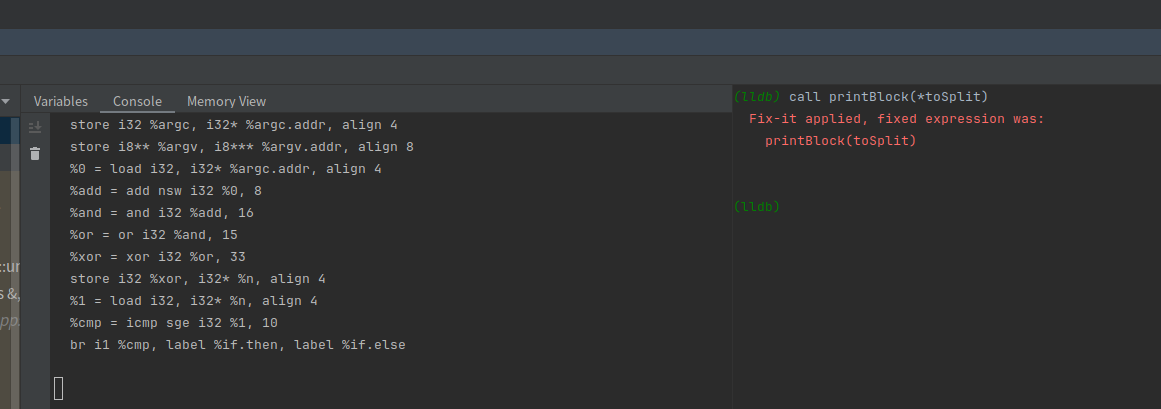 Variables Console Memory View
store i32 %argc, i32* %argc.addr, align 4
store i8** %argv, i8*** %argv.addr, align 8
%0 = load i32, i32* %argc.addr, align 4
%add = add nsw i32 %0, 8
%and = and i32 %add, 16
%or = or i32 %and, 15
%xor = xor i32 %or, 33
store i32 %xor, i32* %n, align 4
%1 = load i32, i32* %n, align 4
%cmp = icmp sge i32 %1, 10
br i1 %cmp, label %if.then, label %if.else
::ur
s &,
pp
(lldb) call printBlock(*toSplit)
Fix-it applied, fixed expression was:
printBlock(toSplit)
(lldb)